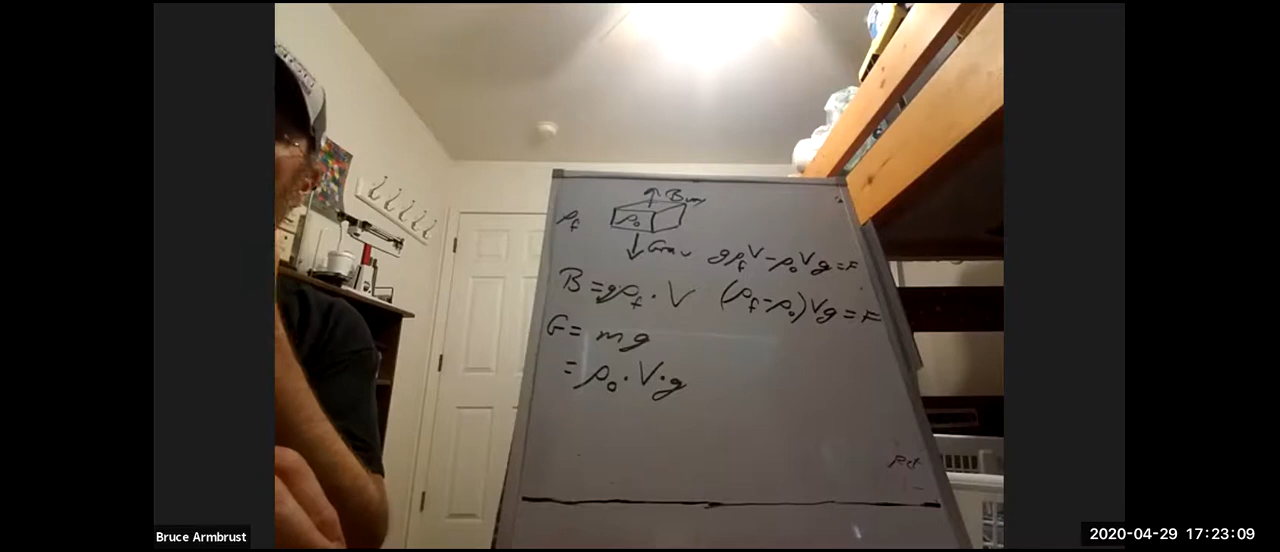 ↑ Buoy
ρf
ρo
↓ Grav
gρfV - ρoVg = F
B = gρf · V
(ρf - ρo)Vg = F
G = mg
= ρo · V · g
Bruce Armbrust
2020-04-29 17:23:09